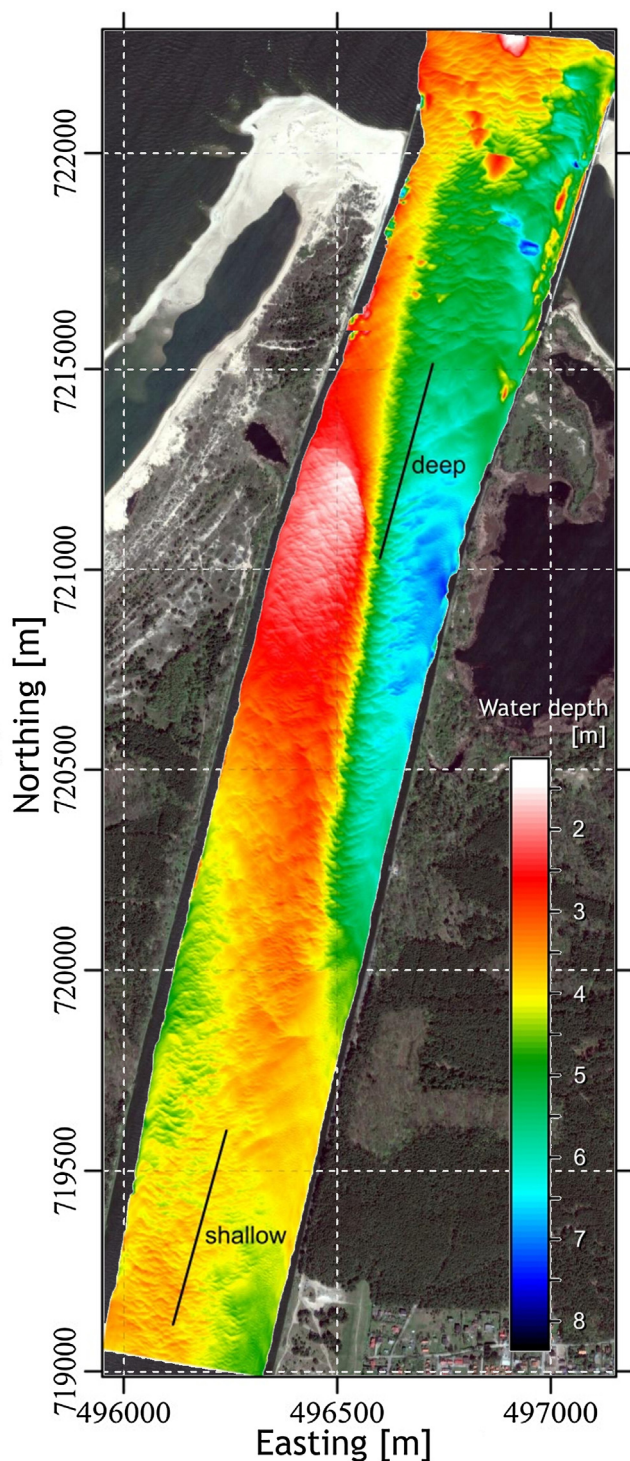 722000
7215000
721000
720500
720000
719500
719000
Northing [m]
deep
shallow
Water depth
[m]
2
3
4
5
6
7
8
496000
496500
497000
Easting [m]